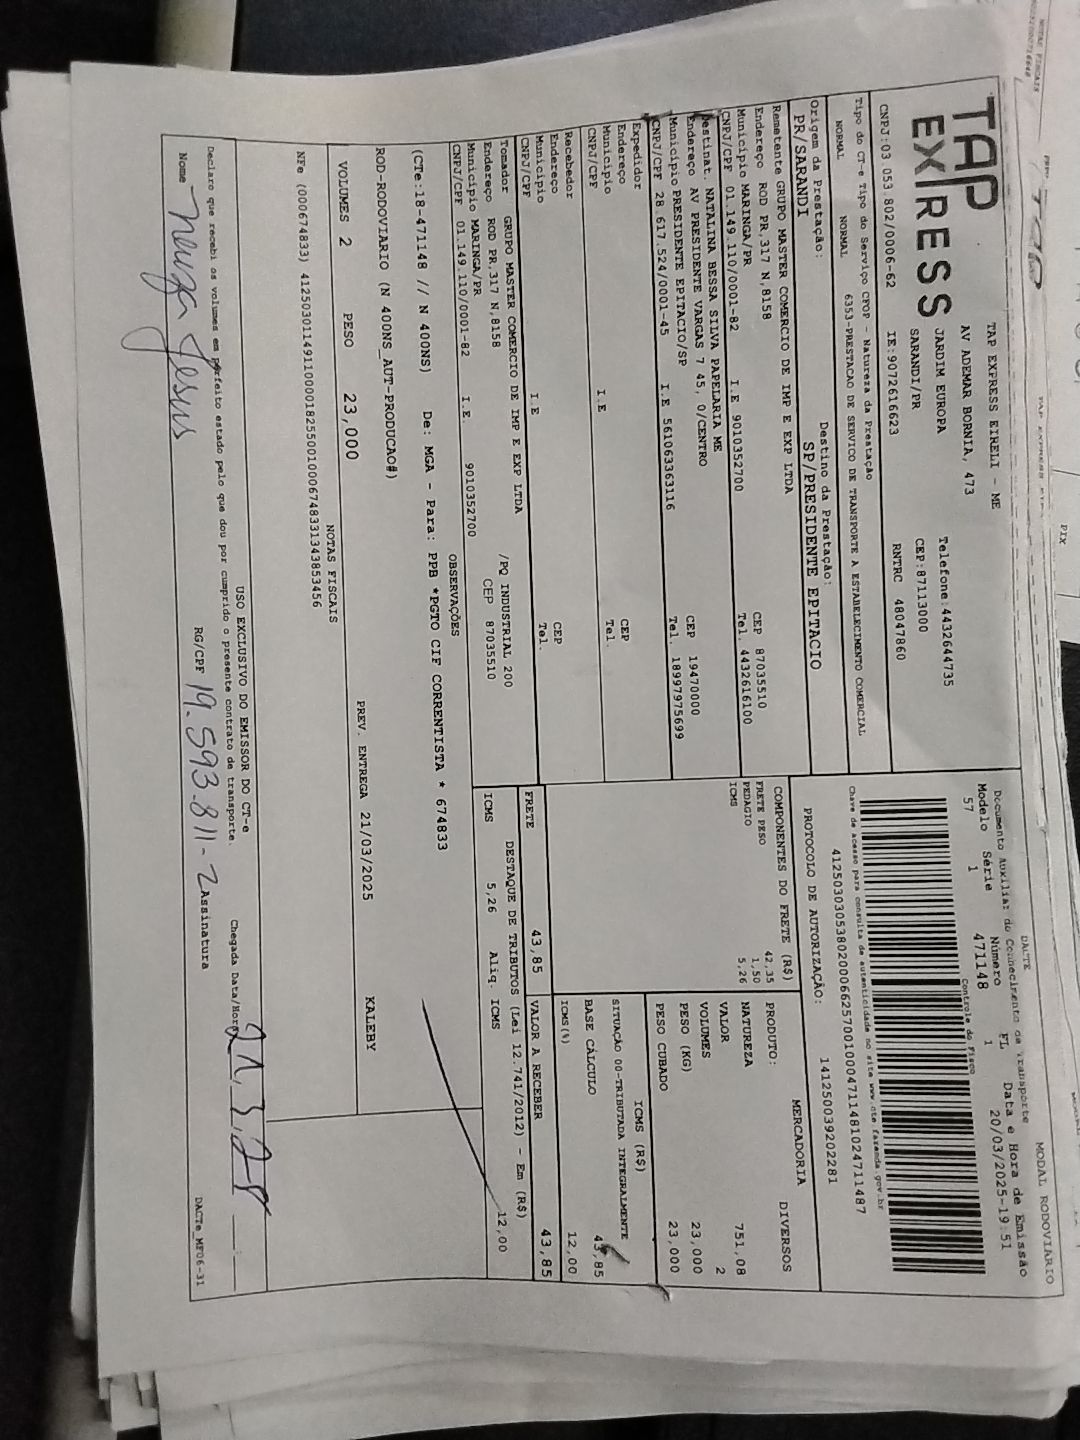 TAP
EXPRESS
TAP EXPRESS EIRELI - ME
AV ADEMAR BORNIA, 473
JARDIM EUROPA
SARANDI/PR
Telefone:4432644735
CEP:87113000
CNPJ:03.053.802/0006-62 IE:9072616623 RNTRC 48047860
Tipo do CT-e Tipo do Serviço CFOP - Natureza da Prestação
NORMAL NORMAL 6353-PRESTACAO DE SERVICO DE TRANSPORTE A ESTABELECIMENTO COMERCIAL
Origem da Prestação: Destino da Prestação:
PR/SARANDI SP/PRESIDENTE EPITACIO
Remetente GRUPO MASTER COMERCIO DE IMP E EXP LTDA
Endereço ROD PR,317 N,8158 CEP 87035510
Município MARINGA/PR Tel. 4432616100
CNPJ/CPF 01.149.110/0001-82 I.E 9010352700
Destinat. NATALINA BESSA SILVA PAPELARIA ME
Endereço AV PRESIDENTE VARGAS 7 45, 0/CENTRO CEP 19470000
Município PRESIDENTE EPITACIO/SP Tel. 18997975699
CNPJ/CPF 28.617.524/0001-45 I.E 561063363116
Expedidor
Endereço CEP
Município Tel.
CNPJ/CPF I.E
Recebedor
Endereço CEP
Município Tel.
CNPJ/CPF I.E
Tomador GRUPO MASTER COMERCIO DE IMP E EXP LTDA
Endereço ROD PR,317 N,8158 /PQ INDUSTRIAL 200
Município MARINGA/PR CEP 87035510
CNPJ/CPF 01.149.110/0001-82 I.E. 9010352700
MODAL RODOVIARIO
DACTE
Documento Auxiliar do Conhecimento de Transporte
Modelo Série Número FL Data e Hora de Emissão
57 1 471148 1 20/03/2025-19:51
Controle do Fisco
Chave de acesso para consulta de autenticidade no site www.cte.fazenda.gov.br
41250303053802000662570010004711481024711487
PROTOCOLO DE AUTORIZAÇÃO: 141250039202281
COMPONENTES DO FRETE (R$)
FRETE PESO 42,35
PEDAGIO 1,50
ICMS 5,26
MERCADORIA
PRODUTO: DIVERSOS
NATUREZA
VALOR 751,08
VOLUMES 2
PESO (KG) 23,000
PESO CUBADO 23,000
ICMS (R$)
SITUAÇÃO 00-TRIBUTADA INTEGRALMENTE
BASE CÁLCULO 43,85
ICMS(%) 12,00
FRETE 43,85 VALOR A RECEBER 43,85
DESTAQUE DE TRIBUTOS (Lei 12.741/2012) - Em (R$)
ICMS 5,26 Aliq. ICMS 12,00
OBSERVAÇÕES
(CTe:18-471148 // N 400NS) De: MGA - Para: PPB *PGTO CIF CORRENTISTA * 674833
ROD-RODOVIARIO (N 400NS_AUT-PRODUCAO#)
VOLUMES 2 PESO 23,000 PREV. ENTREGA 21/03/2025 KALEBY
NOTAS FISCAIS
NFe (000674833) 41250301149110000182550010006748331343853456
USO EXCLUSIVO DO EMISSOR DO CT-e
Declaro que recebi os volumes em perfeito estado pelo que dou por cumprido o presente contrato de transporte.
Chegada Data/Hora 21, 3, 25
Nome Neuza Jesus RG/CPF 19.593.811-2 Assinatura
DACTe_MF06-31